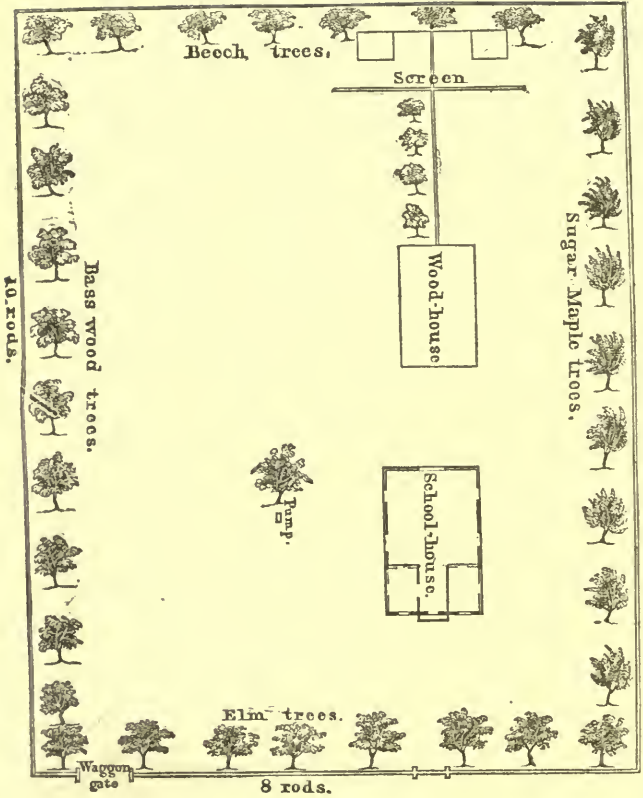 Beech, trees.
Screen
Sugar Maple trees,
Wood-house
10 rods.
Bass wood trees.
School-house.
Pump.
Elm trees.
Waggon
gate
8 rods.